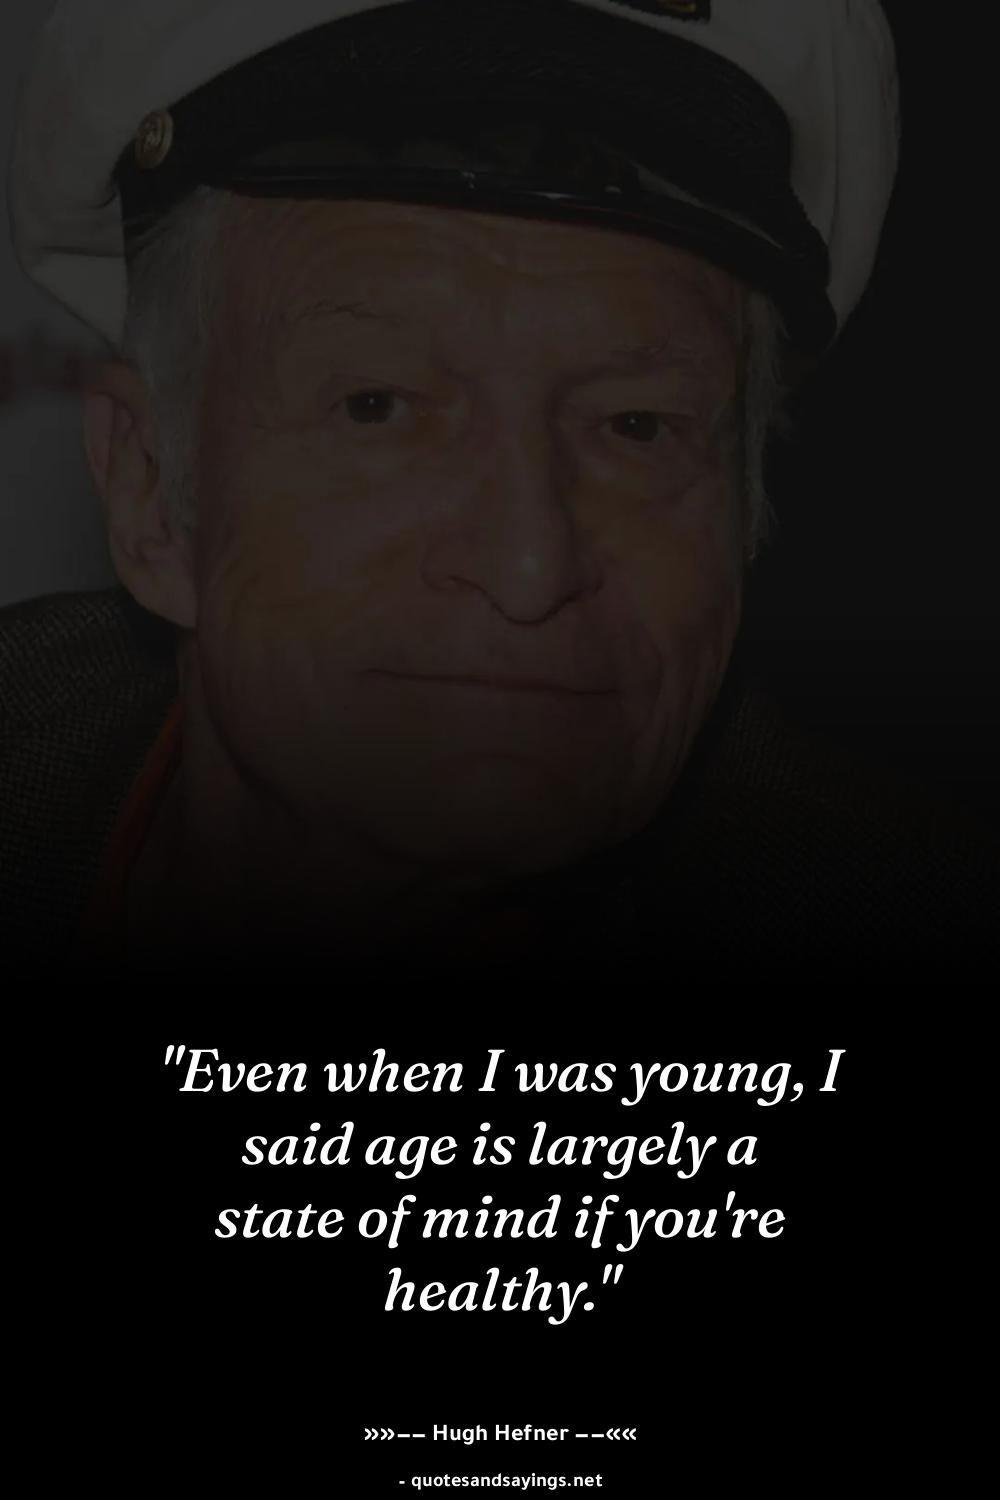 "Even when I was young, I
said age is largely a
state of mind if you're
healthy."
»»−− Hugh Hefner −−««
- quotesandsayings.net